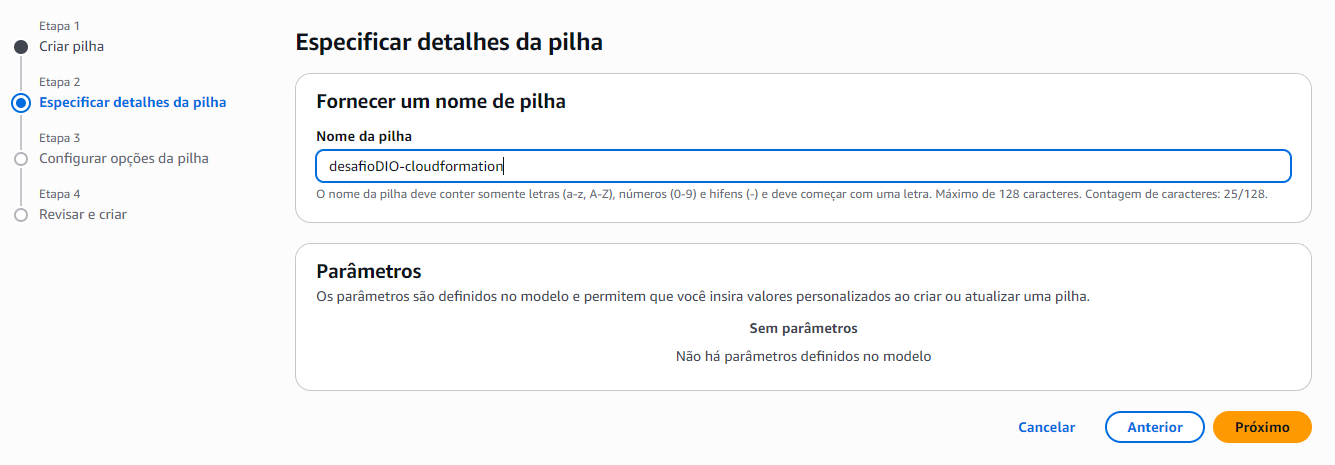 Etapa 1
Criar pilha
Etapa 2
Especificar detalhes da pilha
Etapa 3
Configurar opções da pilha
Etapa 4
Revisar e criar
Especificar detalhes da pilha
Fornecer um nome de pilha
Nome da pilha
desafioDIO-cloudformation
O nome da pilha deve conter somente letras (a-z, A-Z), números (0-9) e hifens (-) e deve começar com uma letra. Máximo de 128 caracteres. Contagem de caracteres: 25/128.
Parâmetros
Os parâmetros são definidos no modelo e permitem que você insira valores personalizados ao criar ou atualizar uma pilha.
Sem parâmetros
Não há parâmetros definidos no modelo
Cancelar
Anterior
Próximo